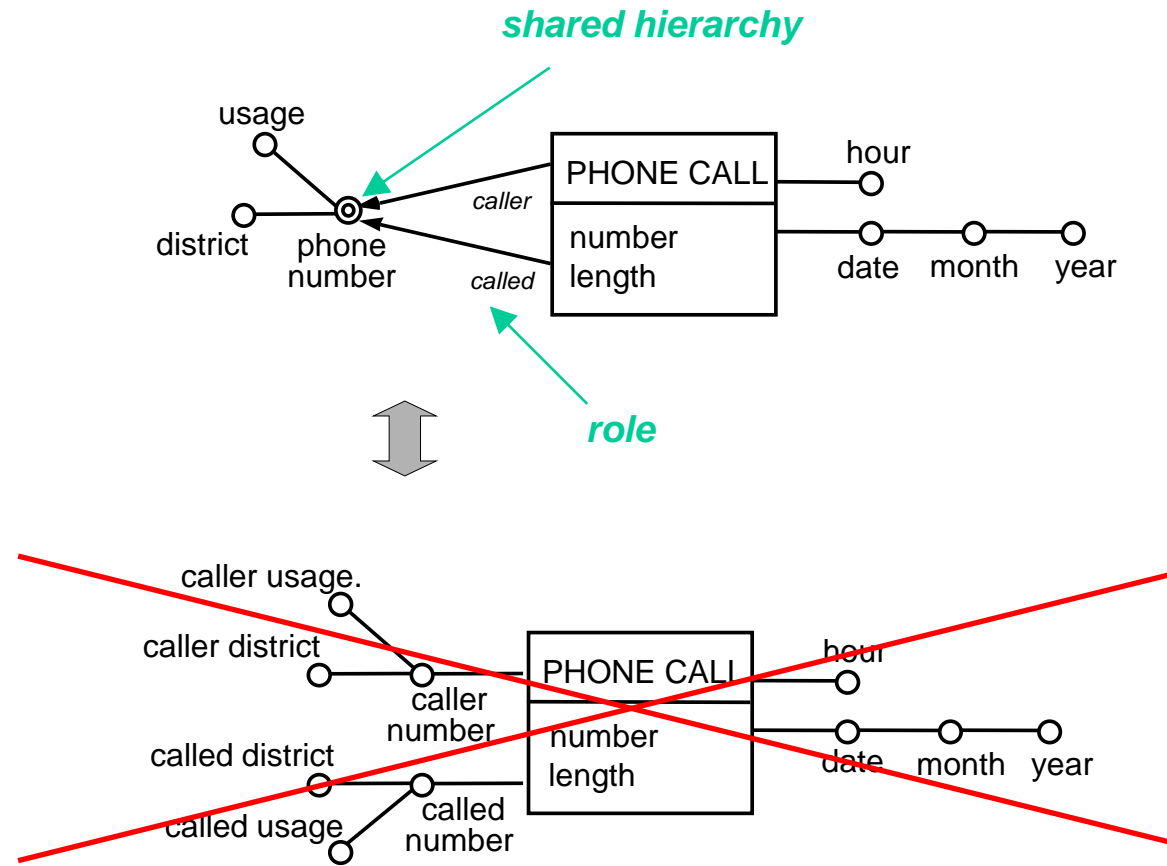 shared hierarchy
usage
PHONE CALL
hour
caller
district
phone
number
number
length
called
date
month
year
role
caller usage.
caller district
PHONE CALL
hour
caller
number
number
length
called district
date
month
year
called
number
called usage